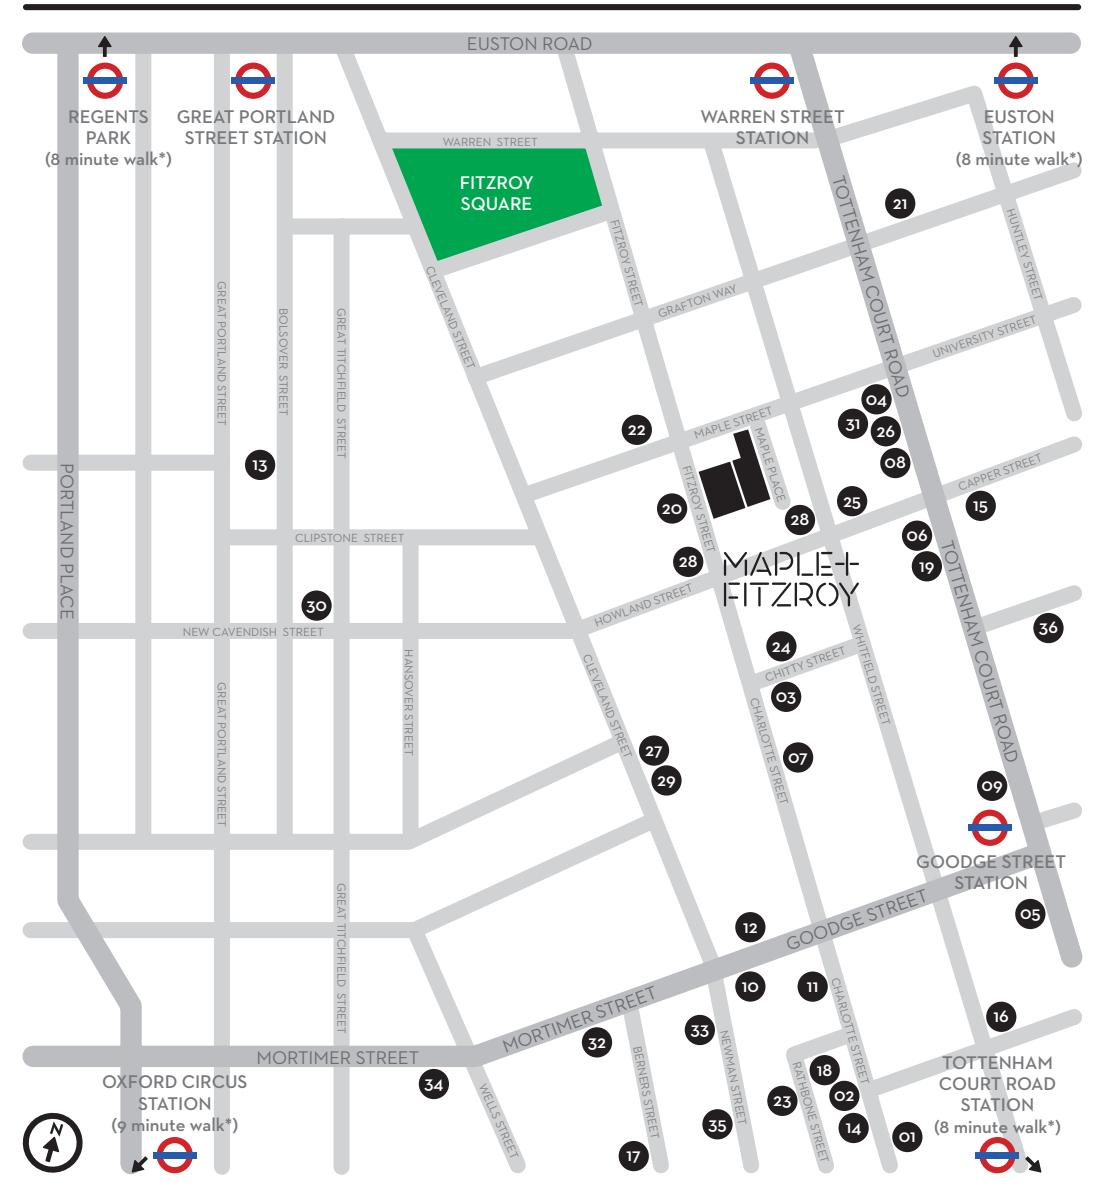 EUSTON ROAD
REGENTS
PARK
(8 minute walk*)
GREAT PORTLAND
STREET STATION
WARREN STREET
STATION
EUSTON
STATION
(8 minute walk*)
WARREN STREET
FITZROY
SQUARE
21
TOTTENHAM COURT ROAD
HUNTLEY STREET
FITZROY STREET
CLEVELAND STREET
GREAT PORTLAND STREET
BOLSOVER STREET
GREAT TITCHFIELD STREET
GRAFTON WAY
UNIVERSITY STREET
04
31
26
08
22
MAPLE STREET
MAPLE PLACE
13
PORTLAND PLACE
FITZROY STREET
20
28
25
CAPPER STREET
15
06
19
CLIPSTONE STREET
28
MAPLE+
FITZROY
TOTTENHAM COURT ROAD
30
HOWLAND STREET
36
NEW CAVENDISH STREET
24
CHITTY STREET
03
WHITFIELD STREET
HANSOVER STREET
CLEVELAND STREET
GREAT PORTLAND STREET
CHARLOTTE STREET
27
29
07
09
GOODGE STREET
STATION
GREAT TITCHFIELD STREET
05
12
GOODGE STREET
10
11
CHARLOTTE STREET
16
MORTIMER STREET
32
33
NEWMAN STREET
BERNERS STREET
MORTIMER STREET
34
WELLS STREET
18
02
23
RATHBONE STREET
14
01
35
17
OXFORD CIRCUS
STATION
(9 minute walk*)
TOTTENHAM
COURT ROAD
STATION
(8 minute walk*)
N